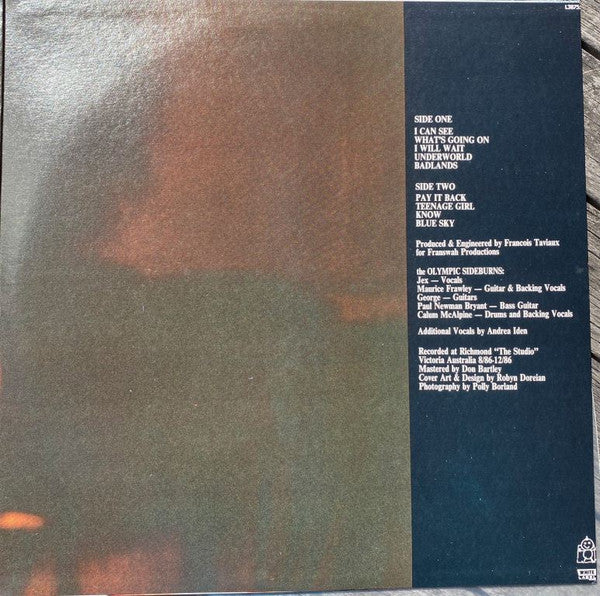 L38752
SIDE ONE
I CAN SEE
WHAT'S GOING ON
I WILL WAIT
UNDERWORLD
BADLANDS
SIDE TWO
PAY IT BACK
TEENAGE GIRL
KNOW
BLUE SKY
Produced & Engineered by Francois Taviaux
for Franswah Productions
the OLYMPIC SIDEBURNS:
Jex — Vocals
Maurice Frawley — Guitar & Backing Vocals
George — Guitars
Paul Newman Bryant — Bass Guitar
Calum McAlpine — Drums and Backing Vocals
Additional Vocals by Andrea Iden
Recorded at Richmond "The Studio"
Victoria Australia 8/86-12/86
Mastered by Don Bartley
Cover Art & Design by Robyn Doreian
Photography by Polly Borland
WHITE
LABEL